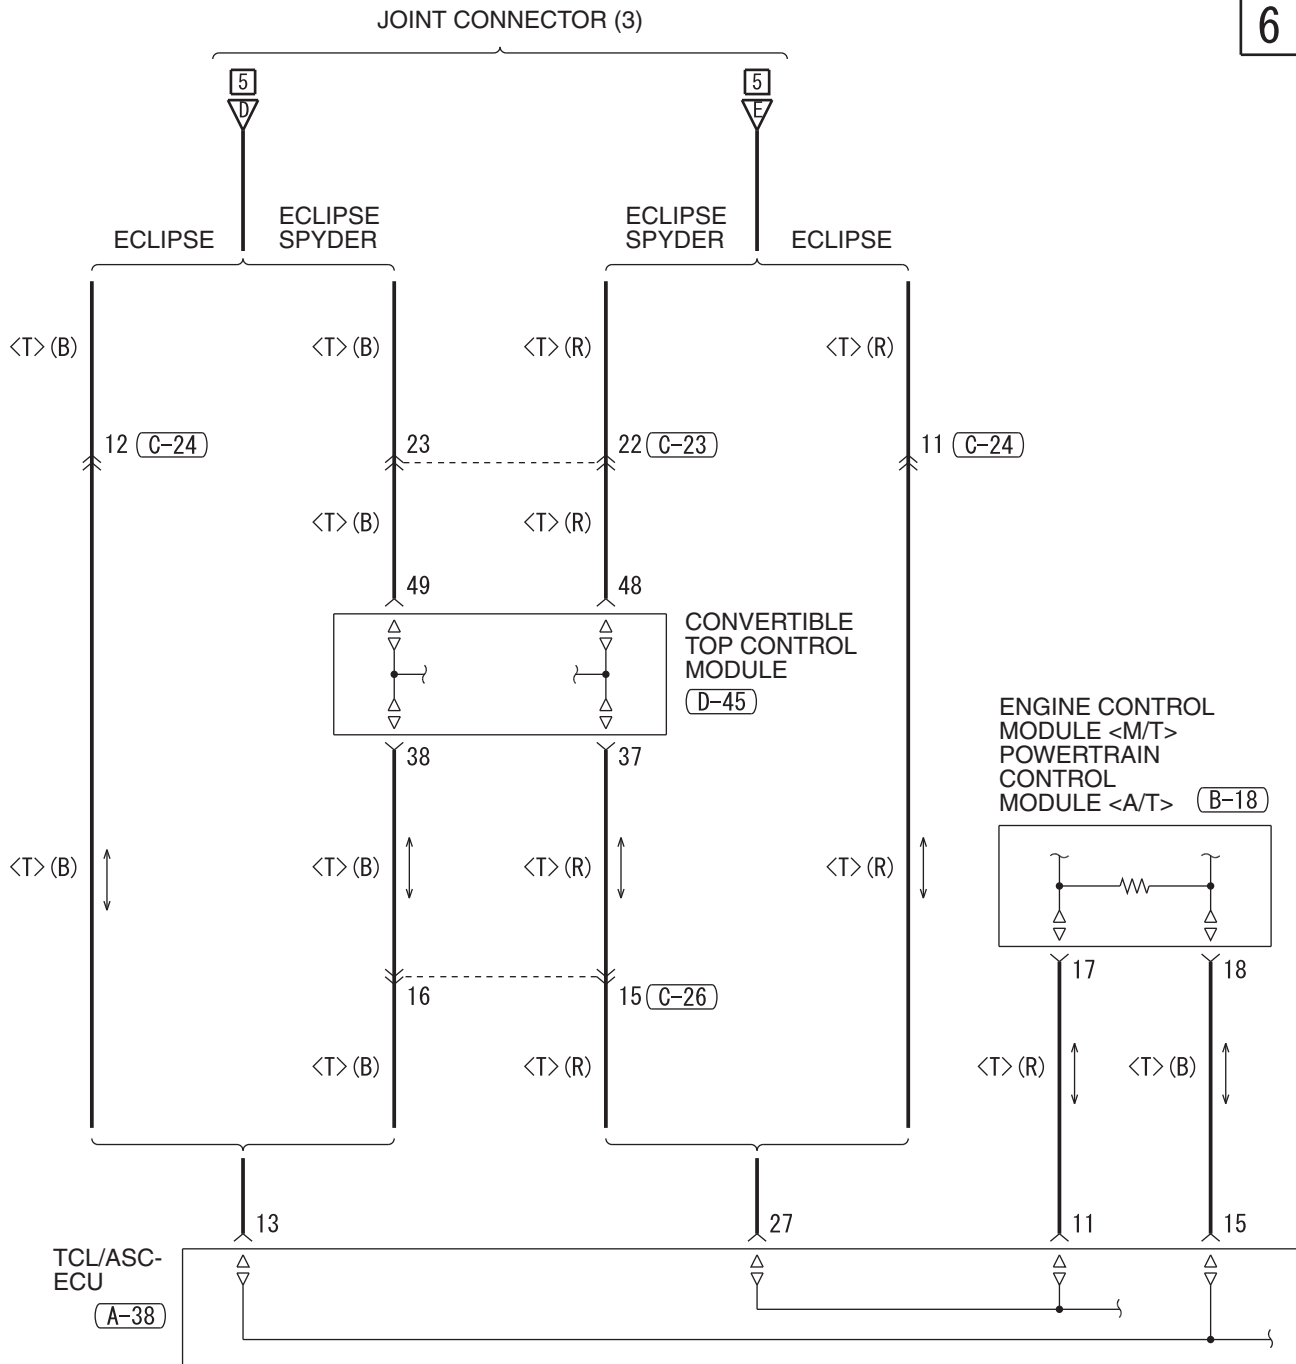 JOINT CONNECTOR (3)
6
5
5
D
E
ECLIPSE
ECLIPSE
SPYDER
ECLIPSE
SPYDER
ECLIPSE
<T>(B)
<T>(B)
<T>(R)
<T>(R)
12 C-24
23
22 C-23
11 C-24
<T>(B)
<T>(R)
49
48
CONVERTIBLE
TOP CONTROL
MODULE
D-45
ENGINE CONTROL
MODULE <M/T>
POWERTRAIN
CONTROL
MODULE <A/T>
B-18
38
37
<T>(B)
<T>(B)
<T>(R)
<T>(R)
17
18
16
15 C-26
<T>(B)
<T>(R)
<T>(R)
<T>(B)
13
27
11
15
TCL/ASC-
ECU
A-38